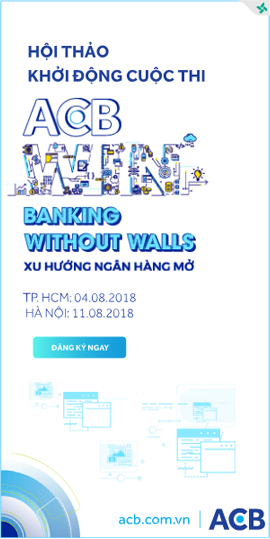 HỘI THẢO
KHỞI ĐỘNG CUỘC THI
ACB
WIN
BANKING
WITHOUT WALLS
XU HƯỚNG NGÂN HÀNG MỞ
TP. HCM: 04.08.2018
HÀ NỘI: 11.08.2018
ĐĂNG KÝ NGAY
acb.com.vn | ACB